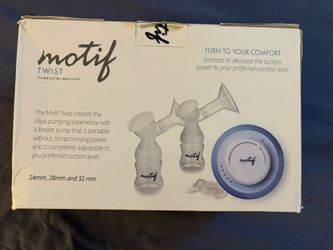 motif
TWIST
DOUBLE ELECTRIC BREAST PUMP
TURN TO YOUR COMFORT
increase or decrease the suction
power to your preferred comfort level
The Motif Twist creates the
ideal pumping experience with
a breast pump that is portable
without compromising power,
and is completely adjustable to
you preferred suction level.
24mm, 28mm and 32 mm
motif
motif
motif